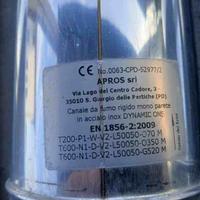 CE No.0063-CPD-52977/2
APROS srl
Via Lago del Centro Cadore, 3
35010 S. Giorgio delle Pertiche (PD)
Canale da fumo rigido mono parete
in acciaio inox DYNAMIC ONE
EN 1856-2:2009
T200-P1-W-V2-L50050-O70 M
T600-N1-D-V2-L50050-G350 M
T600-N1-D-V2-L50050-G520 M